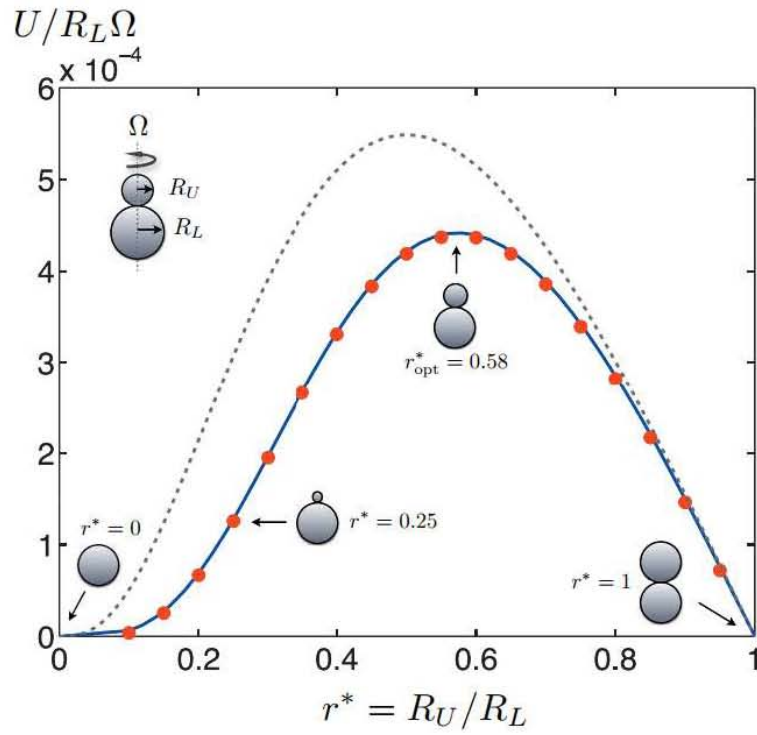 U/R_LΩ
x 10⁻⁴
6
5
4
3
2
1
0
Ω
R_U
R_L
r*_opt = 0.58
r* = 0.25
r* = 0
r* = 1
0 0.2 0.4 0.6 0.8 1
r* = R_U/R_L